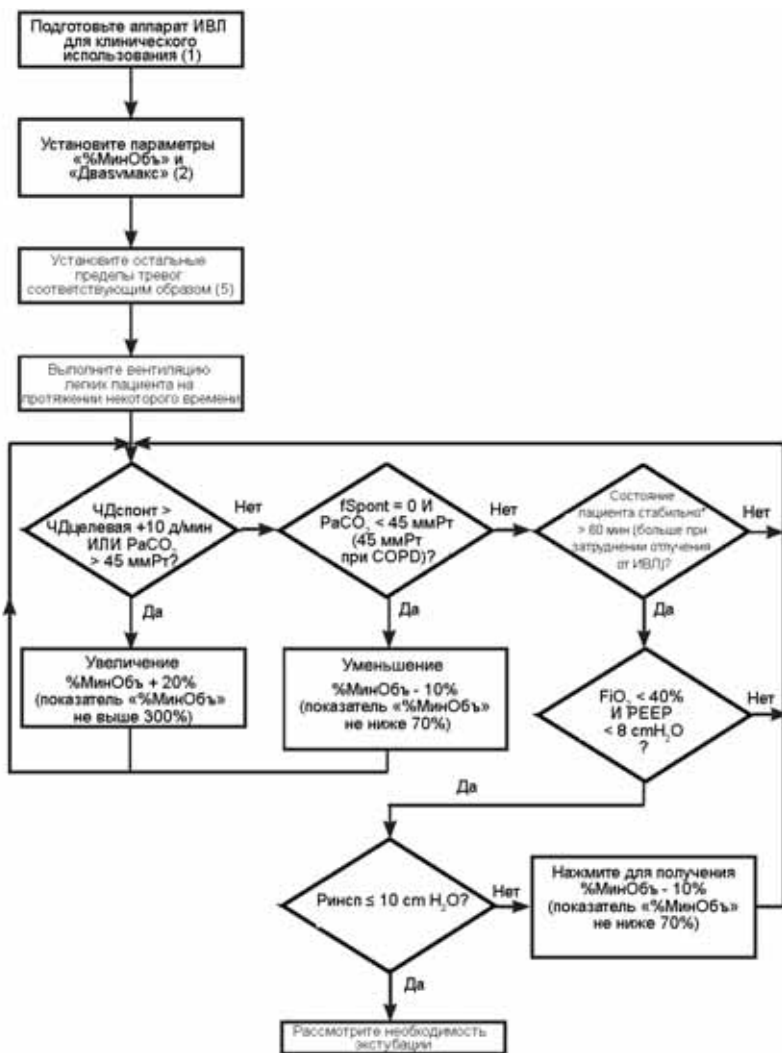 Подготовьте аппарат ИВЛ
для клинического
использования (1)
Установите параметры
«%МинОбъ» и
«Двasvмакс» (2)
Установите остальные
пределы тревог
соответствующим образом (5)
Выполните вентиляцию
легких пациента на
протяжении некоторого времени
ЧДспонт >
ЧДцелевая +10 д/мин
ИЛИ PaCO₂
> 45 ммРт?
Нет
Да
fSpont = 0 И
PaCO₂ < 45 ммРт
(45 ммРт
при COPD)?
Нет
Да
Состояние
пациента стабильно*
> 60 мин (больше при
затруднении отлучения
от ИВЛ)?
Нет
Да
Увеличение
%МинОбъ + 20%
(показатель «%МинОбъ»
не выше 300%)
Уменьшение
%МинОбъ - 10%
(показатель «%МинОбъ»
не ниже 70%)
FiO₂ < 40%
И PEEP
< 8 cmH₂O
?
Нет
Да
Pинсп ≤ 10 cm H₂O?
Нет
Да
Нажмите для получения
%МинОбъ - 10%
(показатель «%МинОбъ»
не ниже 70%)
Рассмотрите необходимость
экстубации